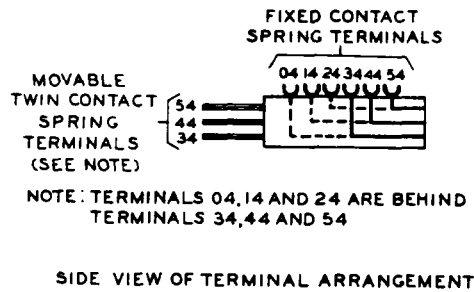 FIXED CONTACT
SPRING TERMINALS
04 14 24 34 44 54
MOVABLE
TWIN CONTACT
SPRING
TERMINALS
(SEE NOTE)
54
44
34
NOTE: TERMINALS 04,14 AND 24 ARE BEHIND
TERMINALS 34,44 AND 54
SIDE VIEW OF TERMINAL ARRANGEMENT